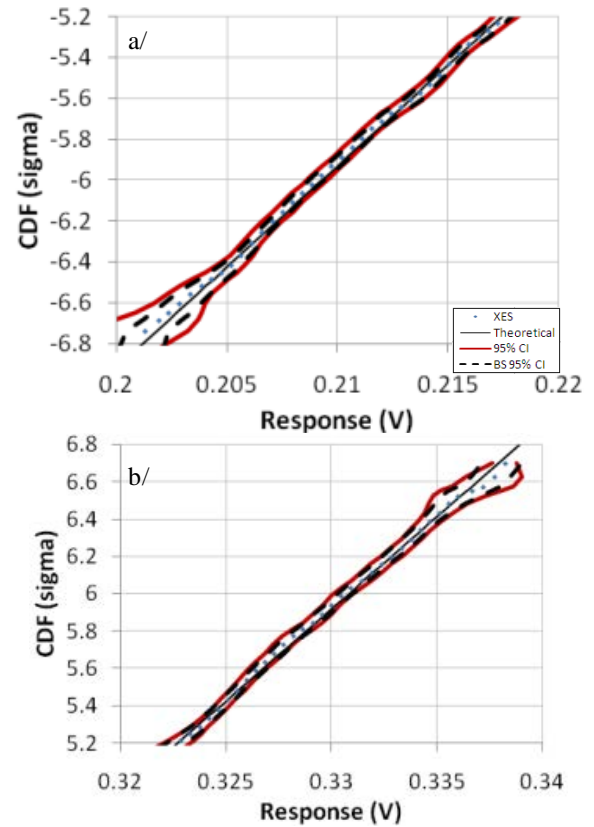 a/
-5.2
-5.4
-5.6
-5.8
-6
-6.2
-6.4
-6.6
-6.8
CDF (sigma)
XES
Theoretical
95% CI
BS 95% CI
0.2 0.205 0.21 0.215 0.22
Response (V)
b/
6.8
6.6
6.4
6.2
6
5.8
5.6
5.4
5.2
CDF (sigma)
0.32 0.325 0.33 0.335 0.34
Response (V)